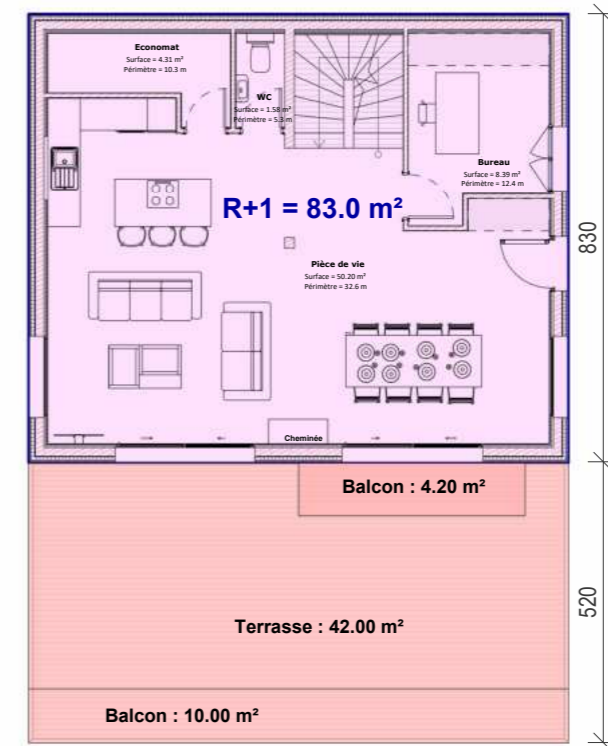 Economat
Surface = 4.31 m²
Périmètre = 10.3 m
WC
Surface = 1.58 m²
Périmètre = 5.3 m
Bureau
Surface = 8.39 m²
Périmètre = 12.4 m
R+1 = 83.0 m²
830
Pièce de vie
Surface = 50.20 m²
Périmètre = 32.6 m
Cheminée
Balcon : 4.20 m²
520
Terrasse : 42.00 m²
Balcon : 10.00 m²